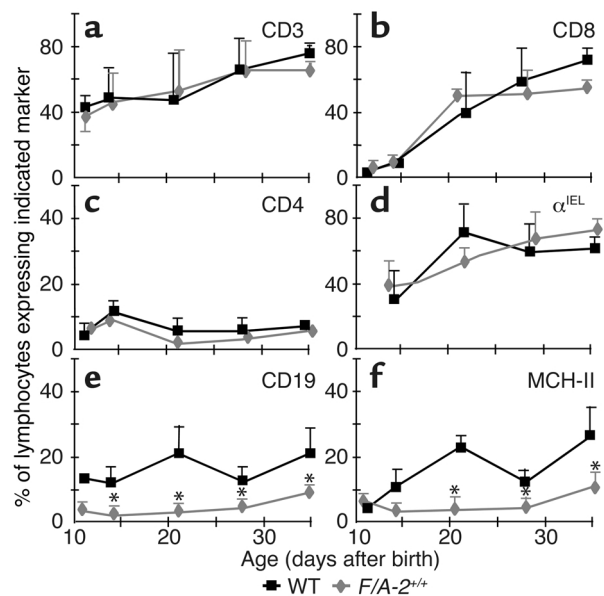 % of lymphocytes expressing indicated marker
a CD3
80
40
0
b CD8
80
40
0
c CD4
40
20
0
d αIEL
80
40
0
e CD19
40
20
0
* * * *
10 20 30
f MCH-II
40
20
0
* * *
10 20 30
Age (days after birth)
WT F/A-2+/+